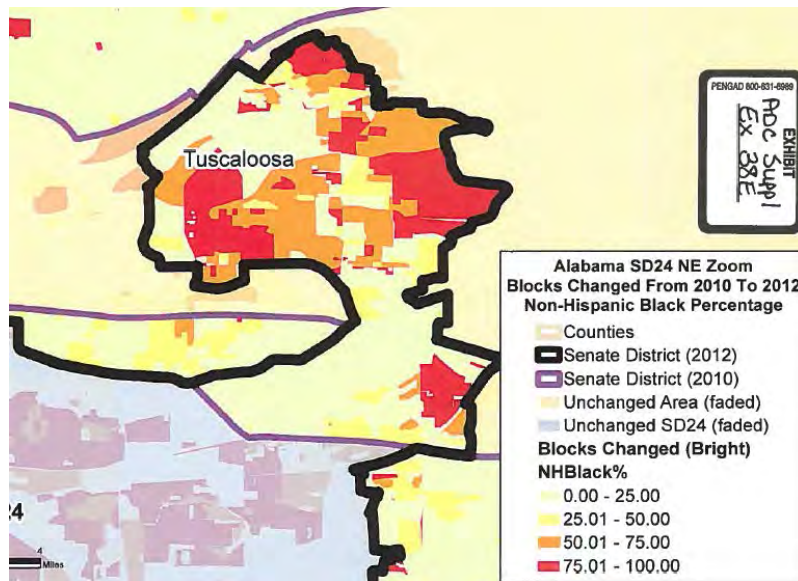 PENGAD 800-631-6989
EXHIBIT
ADC Suppl
EX 38E
Tuscaloosa
Alabama SD24 NE Zoom
Blocks Changed From 2010 To 2012
Non-Hispanic Black Percentage
Counties
Senate District (2012)
Senate District (2010)
Unchanged Area (faded)
Unchanged SD24 (faded)
Blocks Changed (Bright)
NHBlack%
0.00 - 25.00
25.01 - 50.00
50.01 - 75.00
75.01 - 100.00
24
4
Miles